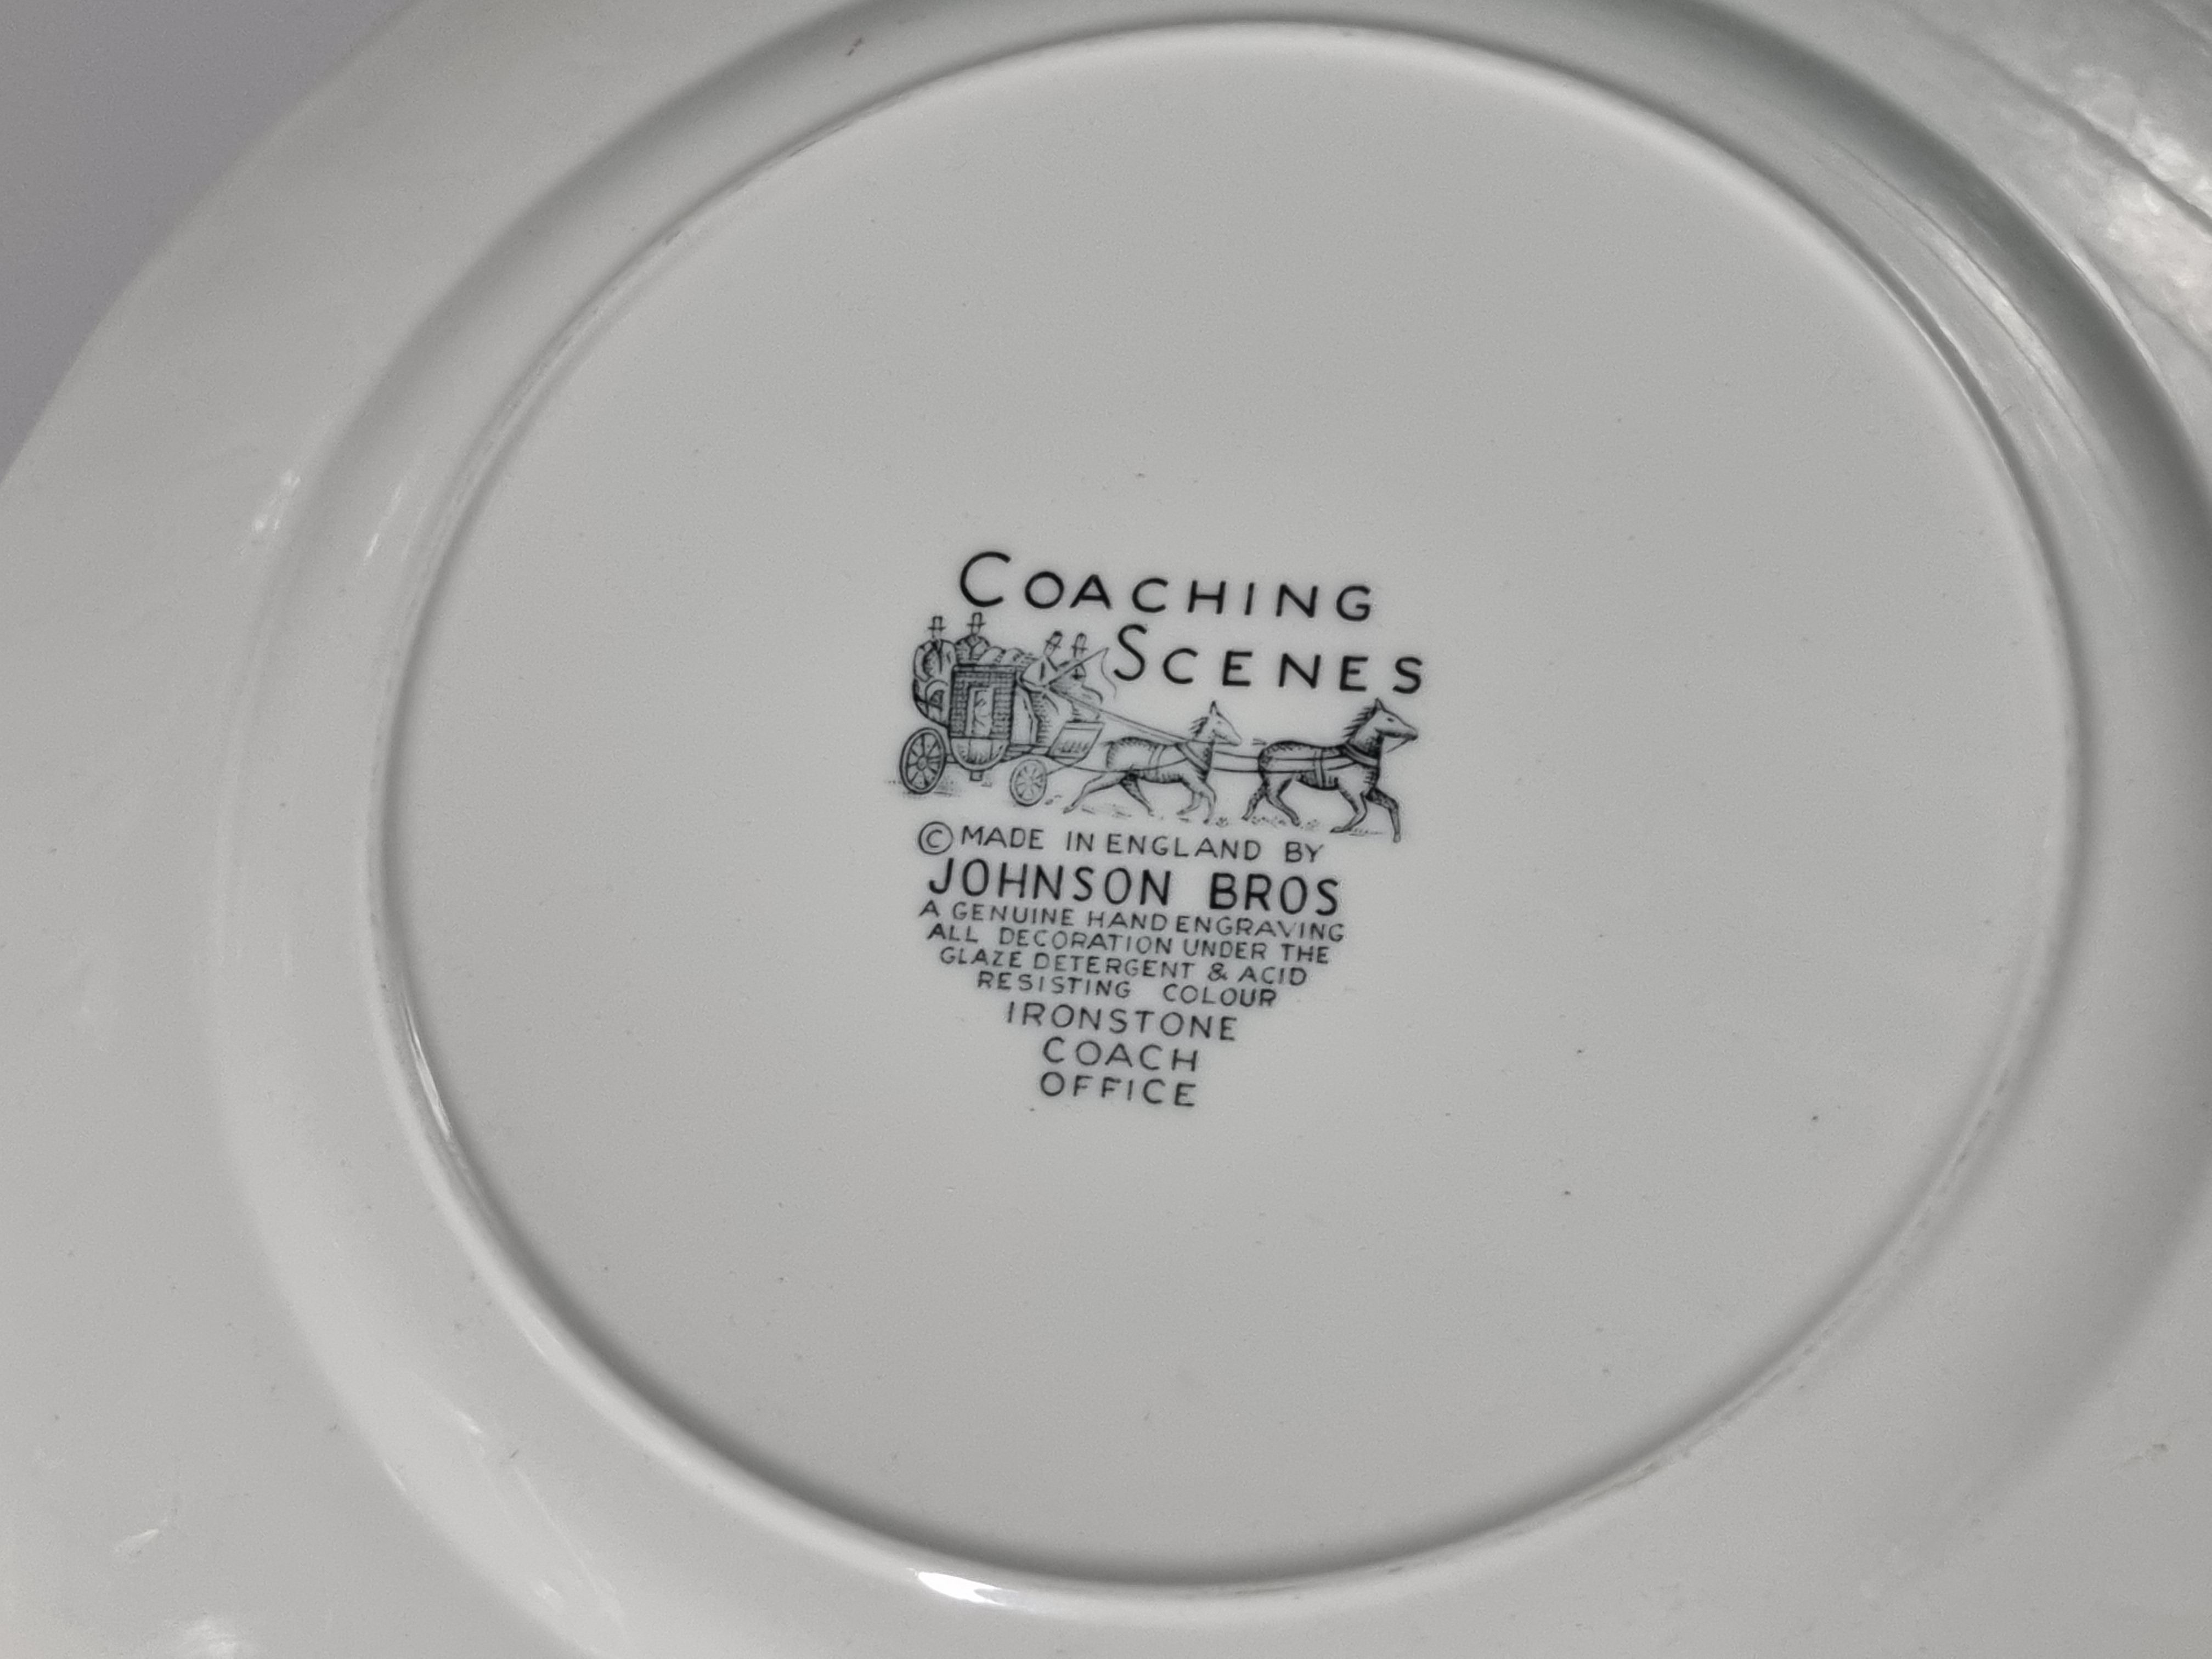 COACHING
SCENES
© MADE IN ENGLAND BY
JOHNSON BROS
A GENUINE HAND ENGRAVING
ALL DECORATION UNDER THE
GLAZE DETERGENT & ACID
RESISTING COLOUR
IRONSTONE
COACH
OFFICE